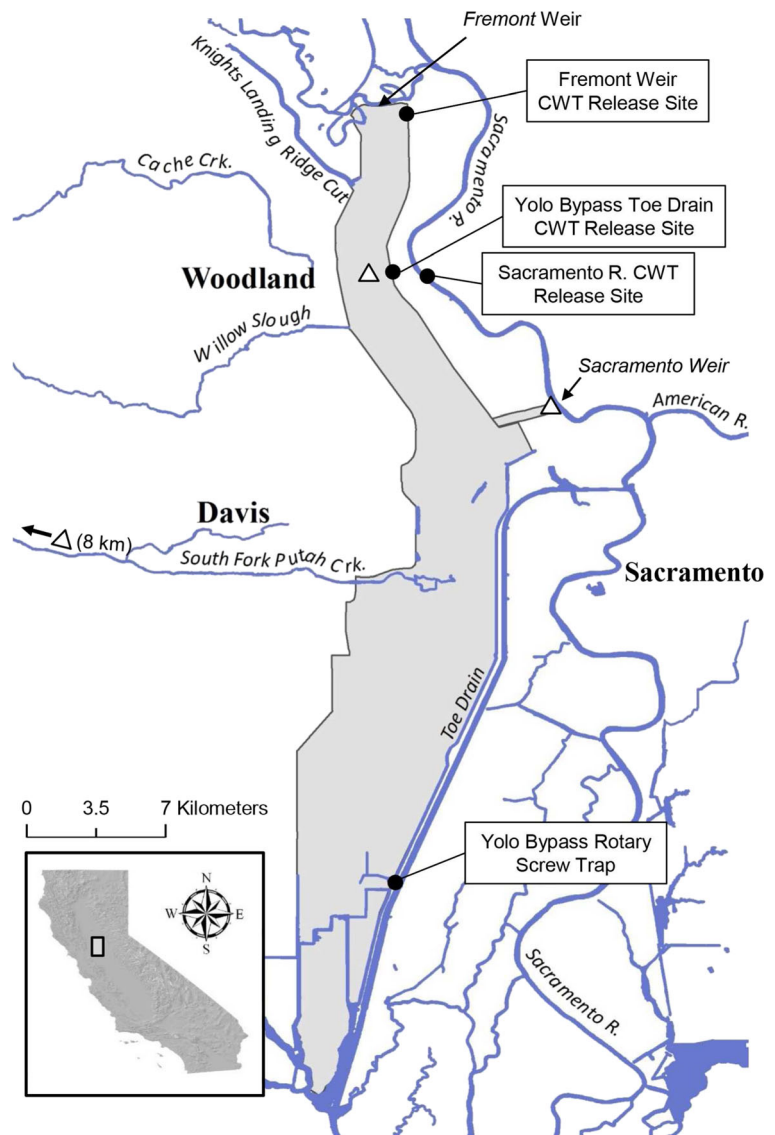 Fremont Weir
Fremont Weir
CWT Release Site
Knights Landing Ridge Cut
Sacramento R.
Cache Crk.
Yolo Bypass Toe Drain
CWT Release Site
Woodland
Sacramento R. CWT
Release Site
Willow Slough
Sacramento Weir
American R.
Davis
(8 km)
South Fork Putah Crk.
Sacramento
Toe Drain
0 3.5 7 Kilometers
Yolo Bypass Rotary
Screw Trap
N
W E
S
Sacramento R.